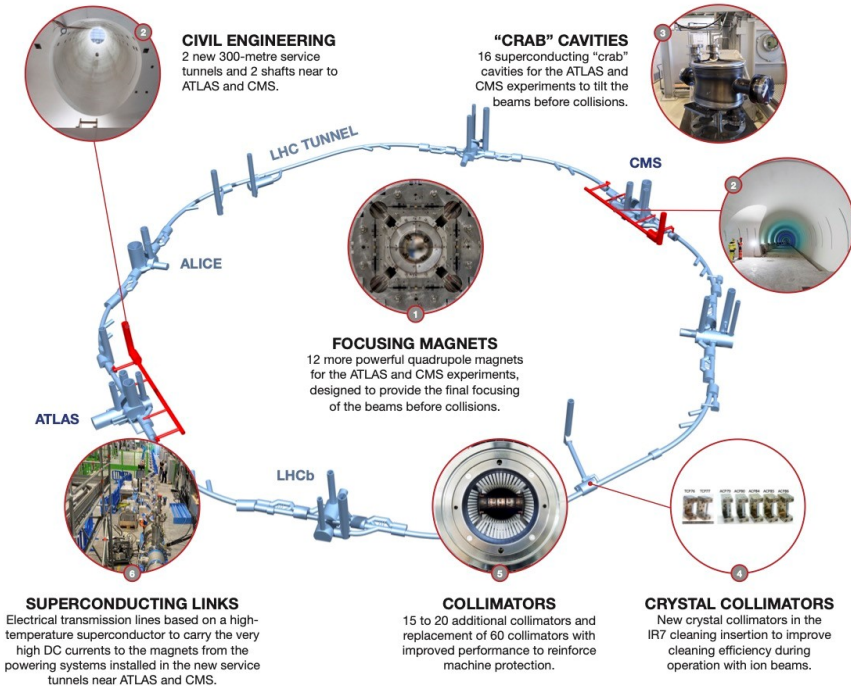 2
CIVIL ENGINEERING
2 new 300-metre service
tunnels and 2 shafts near to
ATLAS and CMS.
“CRAB” CAVITIES
16 superconducting “crab”
cavities for the ATLAS and
CMS experiments to tilt the
beams before collisions.
3
LHC TUNNEL
CMS
2
ALICE
1
FOCUSING MAGNETS
12 more powerful quadrupole magnets
for the ATLAS and CMS experiments,
designed to provide the final focusing
of the beams before collisions.
ATLAS
LHCb
6
5
4
SUPERCONDUCTING LINKS
Electrical transmission lines based on a high-
temperature superconductor to carry the very
high DC currents to the magnets from the
powering systems installed in the new service
tunnels near ATLAS and CMS.
COLLIMATORS
15 to 20 additional collimators and
replacement of 60 collimators with
improved performance to reinforce
machine protection.
CRYSTAL COLLIMATORS
New crystal collimators in the
IR7 cleaning insertion to improve
cleaning efficiency during
operation with ion beams.